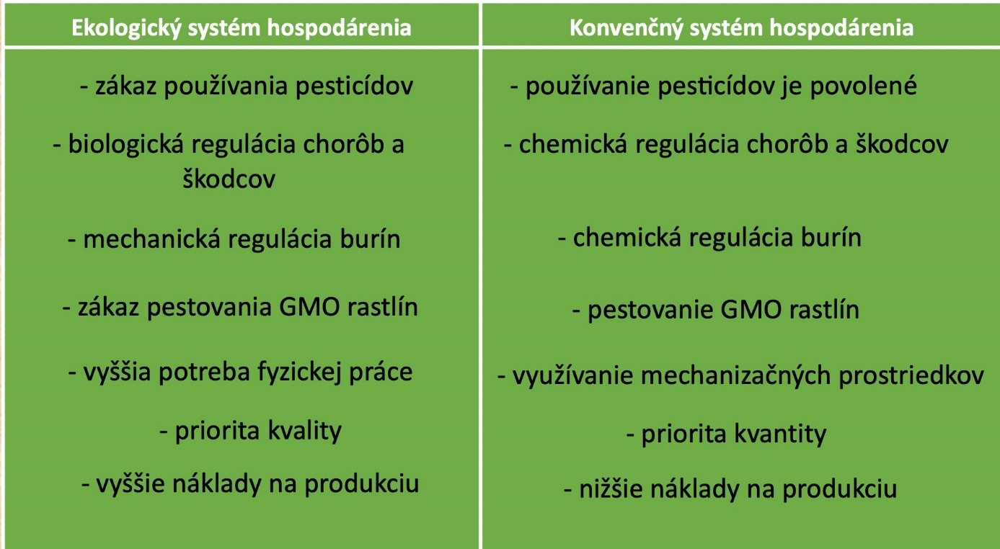 Ekologický systém hospodárenia
Konvenčný systém hospodárenia
- zákaz používania pesticídov
- používanie pesticídov je povolené
- biologická regulácia chorôb a
škodcov
- chemická regulácia chorôb a škodcov
- mechanická regulácia burín
- chemická regulácia burín
- zákaz pestovania GMO rastlín
- pestovanie GMO rastlín
- vyššia potreba fyzickej práce
- využívanie mechanizačných prostriedkov
- priorita kvality
- priorita kvantity
- vyššie náklady na produkciu
- nižšie náklady na produkciu